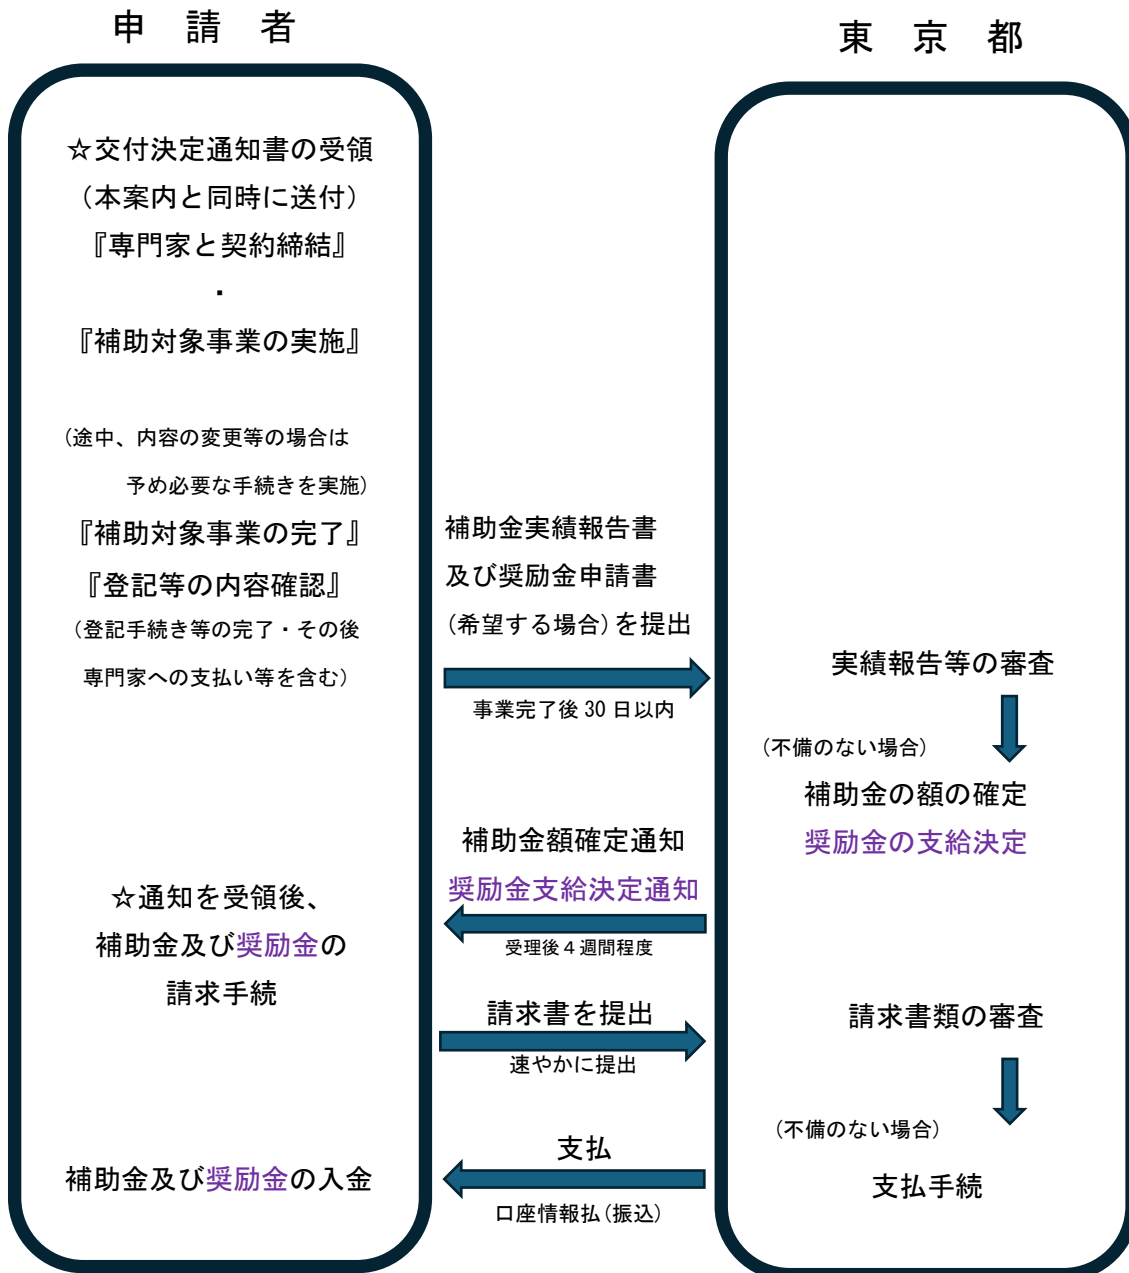 申 請 者
東 京 都
☆交付決定通知書の受領
(本案内と同時に送付)
『専門家と契約締結』
・
『補助対象事業の実施』
(途中、内容の変更等の場合は
予め必要な手続きを実施)
『補助対象事業の完了』
『登記等の内容確認』
(登記手続き等の完了・その後
専門家への支払い等を含む)
補助金実績報告書
及び奨励金申請書
(希望する場合)を提出
事業完了後 30 日以内
実績報告等の審査
(不備のない場合)
補助金の額の確定
奨励金の支給決定
補助金額確定通知
奨励金支給決定通知
受理後4週間程度
☆通知を受領後、
補助金及び奨励金の
請求手続
請求書を提出
速やかに提出
請求書類の審査
(不備のない場合)
支払手続
支払
口座情報払(振込)
補助金及び奨励金の入金